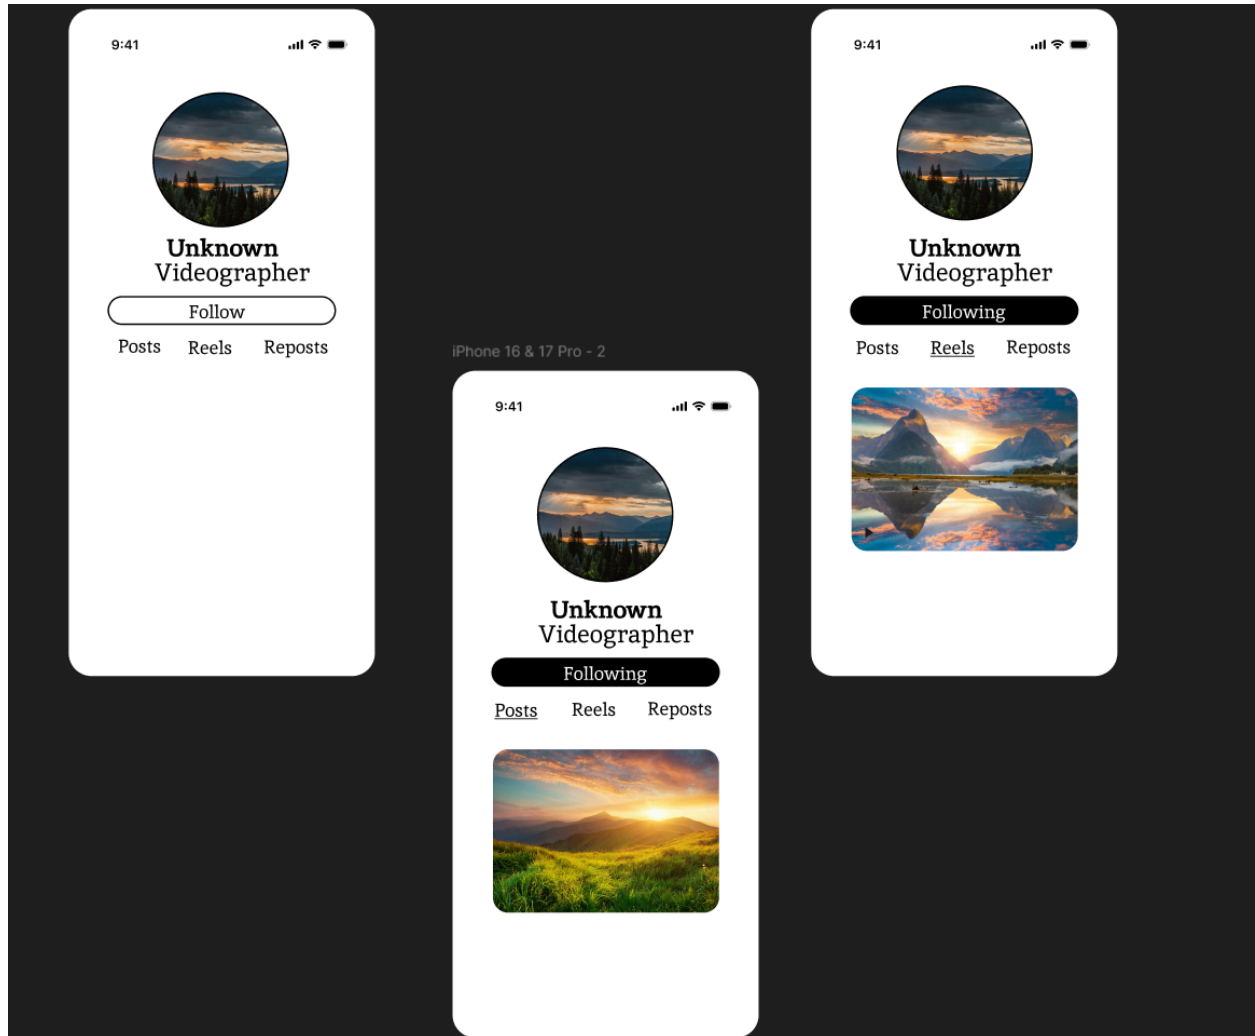 9:41
Unknown
Videographer
Follow
Posts Reels Reposts
iPhone 16 & 17 Pro - 2
9:41
Unknown
Videographer
Following
Posts Reels Reposts
9:41
Unknown
Videographer
Following
Posts Reels Reposts